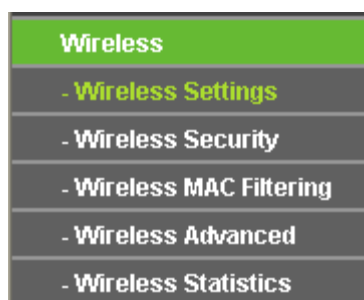 Wireless
- Wireless Settings
- Wireless Security
- Wireless MAC Filtering
- Wireless Advanced
- Wireless Statistics